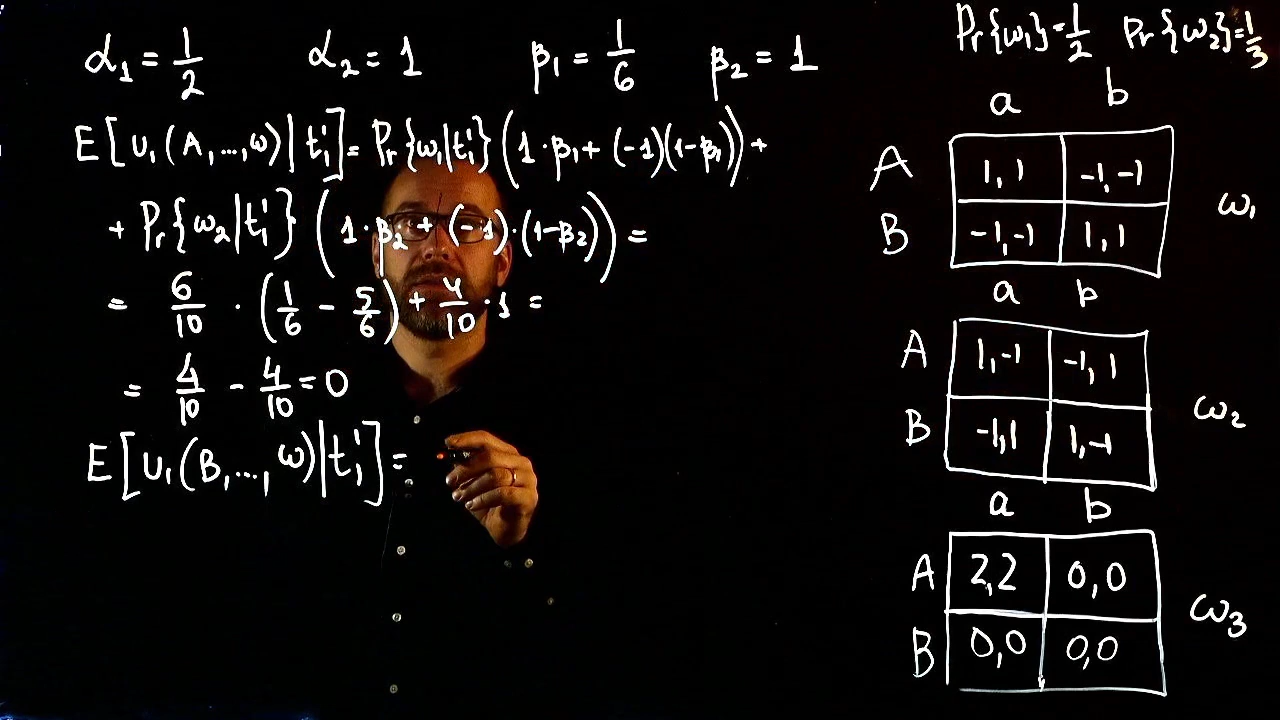 α₁ = 1/2 α₂ = 1 β₁ = 1/6 β₂ = 1
E[u₁(A,...,ω)|t₁']= Pr{ω₁|t₁'}(1·β₁+(-1)(1-β₁))+
+ Pr{ω₂|t₁'}(1·β₂+(-1)·(1-β₂))=
= 6/10 · (1/6 - 5/6) + 4/10 · 1 =
= 4/10 - 4/10 = 0
E[u₁(B,...,ω)|t₁']=
Pr{ω₁}=1/2 Pr{ω₂}=1/3
a b
A 1,1 -1,-1
ω₁
B -1,-1 1,1
a b
A 1,-1 -1,1
ω₂
B -1,1 1,-1
a b
A 2,2 0,0
ω₃
B 0,0 0,0